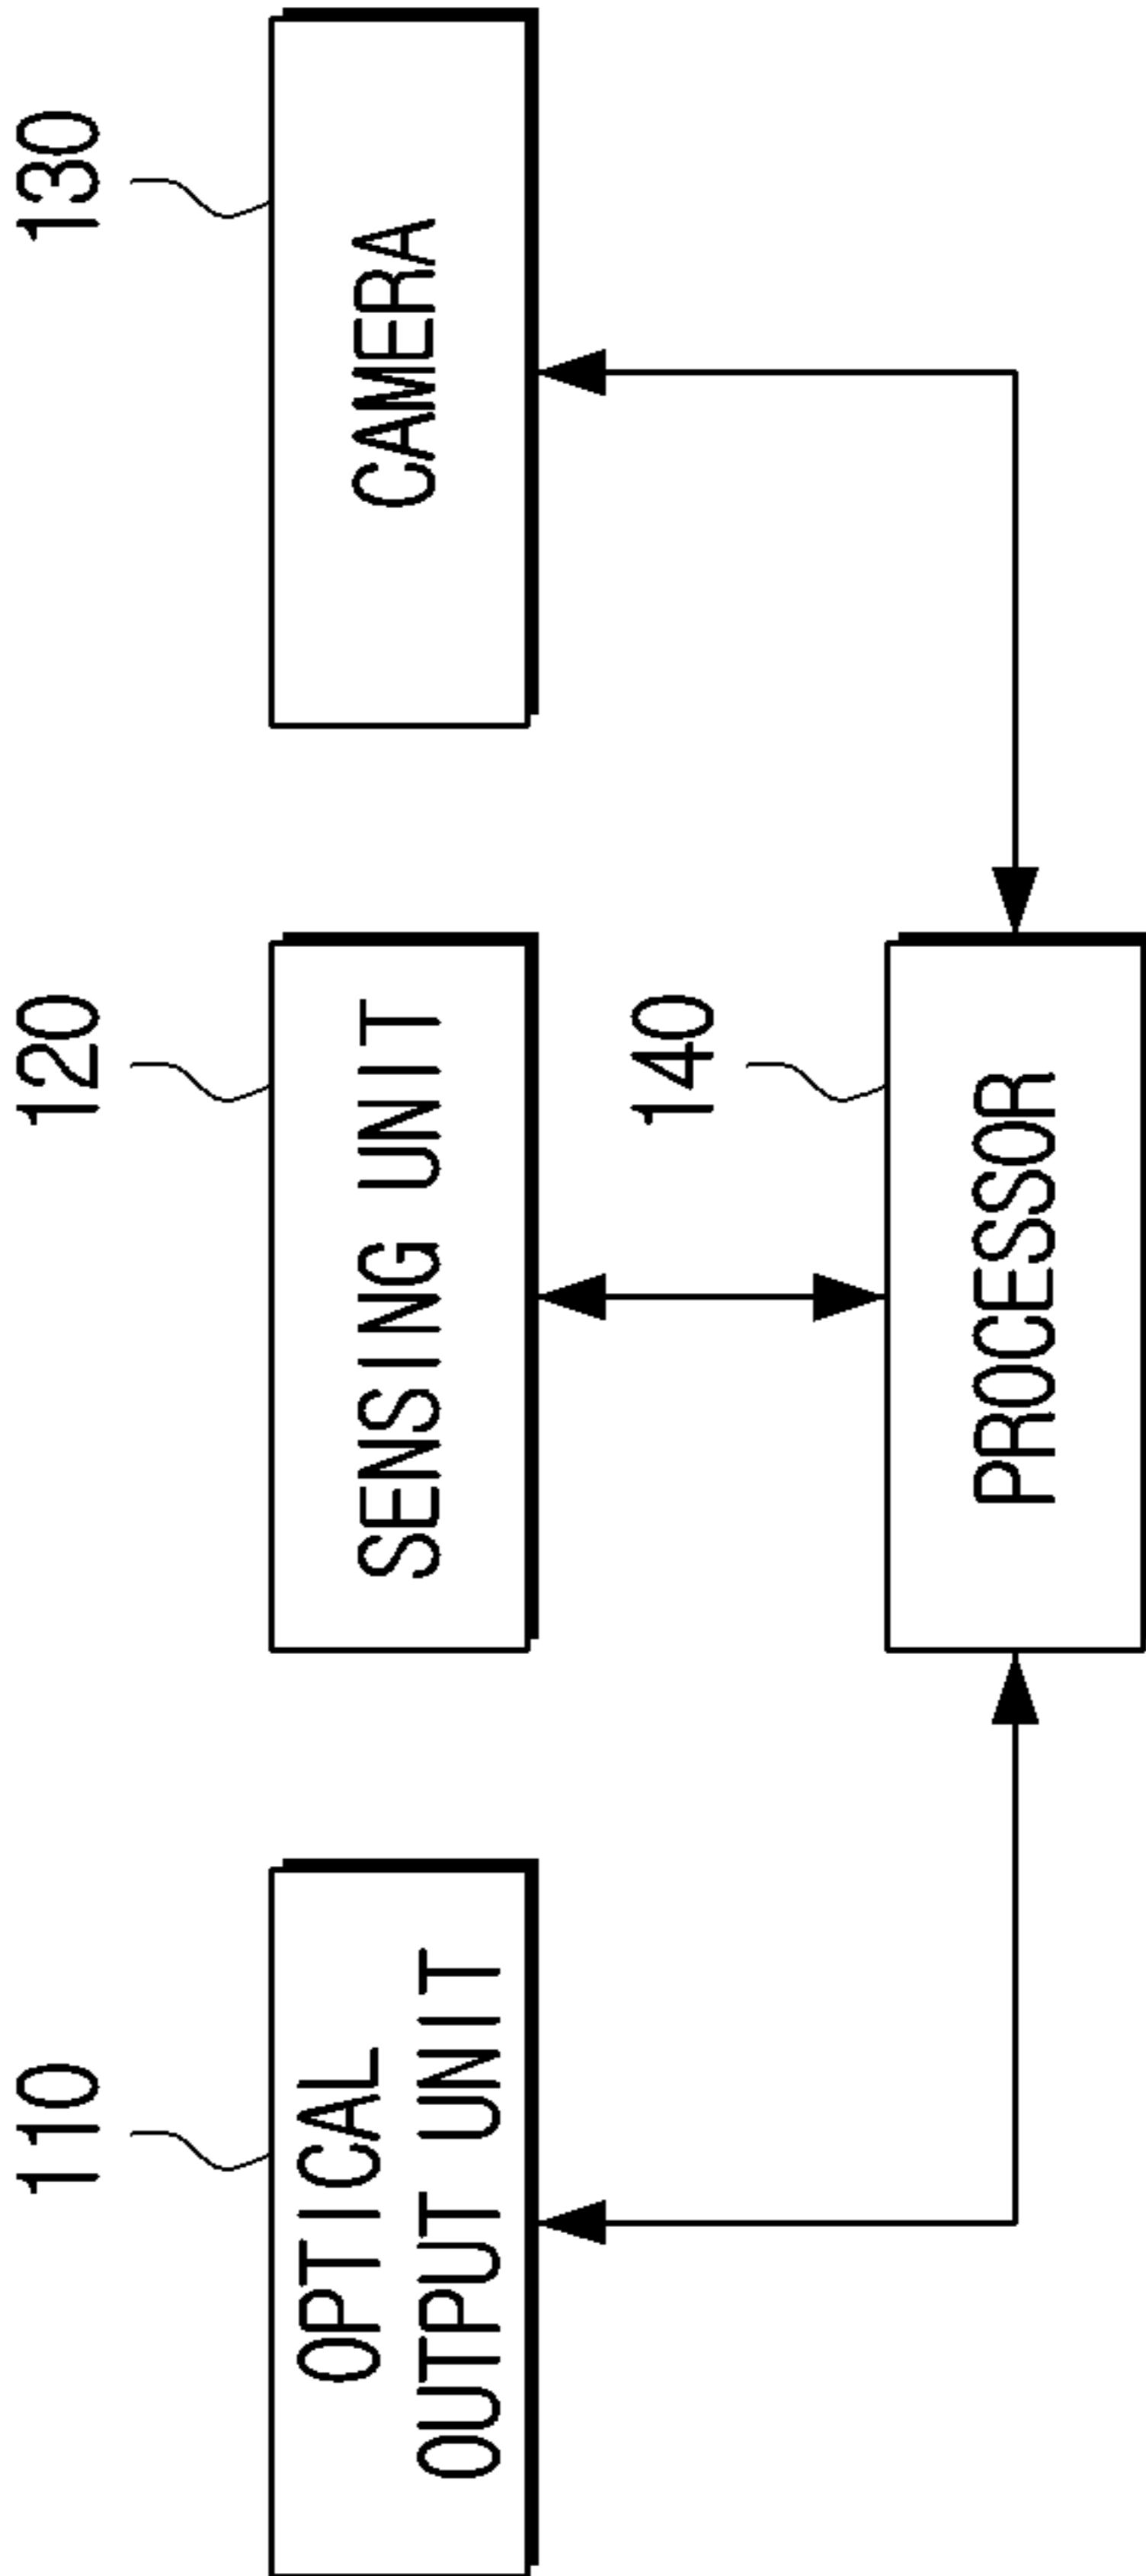 110
120
130
OPTICAL
OUTPUT UNIT
SENSING UNIT
CAMERA
140
PROCESSOR